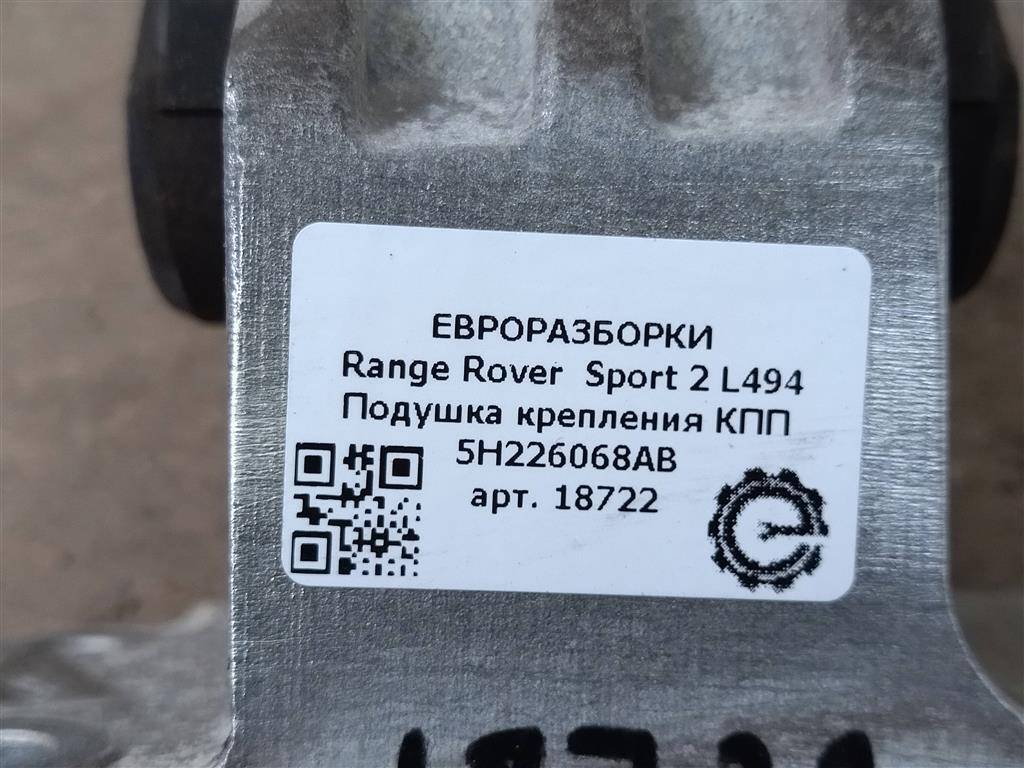 ЕВРОРАЗБОРКИ
Range Rover Sport 2 L494
Подушка крепления КПП
5H226068AB
арт. 18722